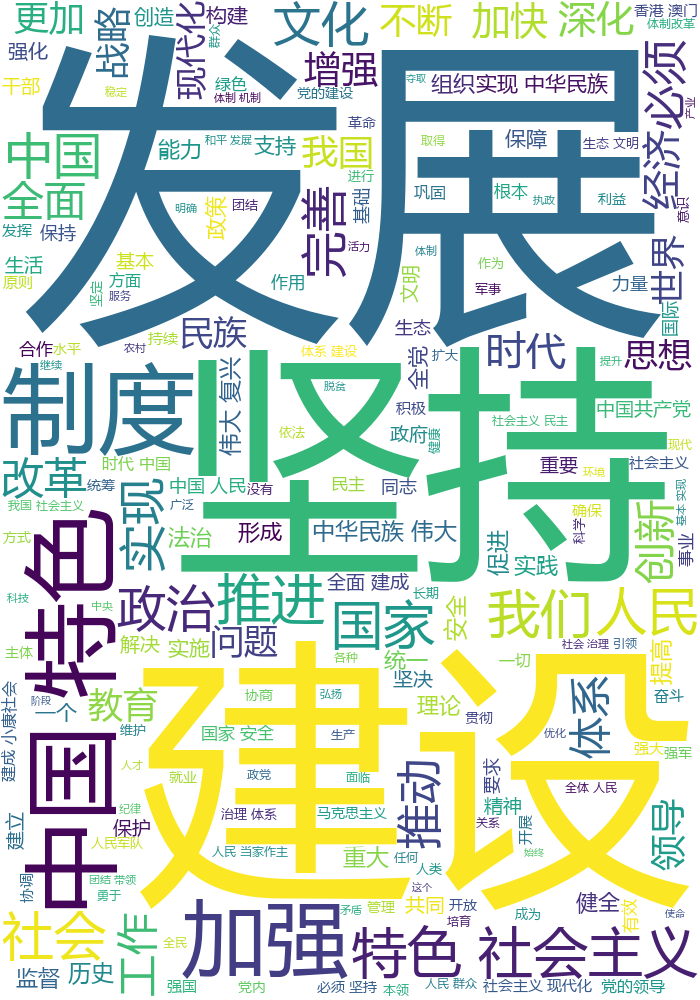 更加
战略
创造
构建
群众
文化
不断
加快
深化
香港 澳门
体制改革
强化
现代化
增强
夺取
组织实现 中华民族
经济
必须
产业
干部
稳定
绿色
体制 机制
党的建设
发展
革命
中国
能力
和平 发展
支持
我国
取得
保障
生态 文明
全面
政策
明确
团结
完善
基础
进行
巩固
根本
执政
利益
意识
发挥
保持
活力
体制
世界
生活
基本
原则
坚定
方面
服务
作用
文明
作为
军事
力量
国际
合作
水平
农村
持续
民族
体系 建设
生态
时代
思想
继续
全党
扩大
提升
制度
伟大 复兴
脱贫
坚持
积极
中国共产党
依法
政府
健康
社会主义 民主
现代
改革
时代 中国
统筹
中国 人民
没有
民主
同志
重要
环境
社会主义
我国 社会主义
实现
广泛
确保
基本 实现
方式
法治
形成
中华民族 伟大
促进
实践
科学
创新
事业
特色
科技
中央
政治
推进
全面 建成
长期
国家
安全
我们
人民
主体
解决
实施
问题
各种
统一
一切
社会 治理
引领
提高
建成 小康社会
阶段
一个
教育
协商
弘扬
坚决
理论
贯彻
体系
奋斗
维护
国家 安全
生产
建设
优化
强大
强军
中国
人才
就业
政党
面临
推动
要求
全体 人民
建立
纪律
保护
治理 体系
马克思主义
精神
关系
开展
领导
人民军队
人民 当家作主
重大
任何
始终
协调
团结 带领
勇于
人类
社会
工作
加强
这个
矛盾
管理
共同
开放
培育
健全
成为
有效
使命
特色 社会主义
监督
历史
全民
强国
党内
必须 坚持
本领
人民 群众
社会主义 现代化
党的领导